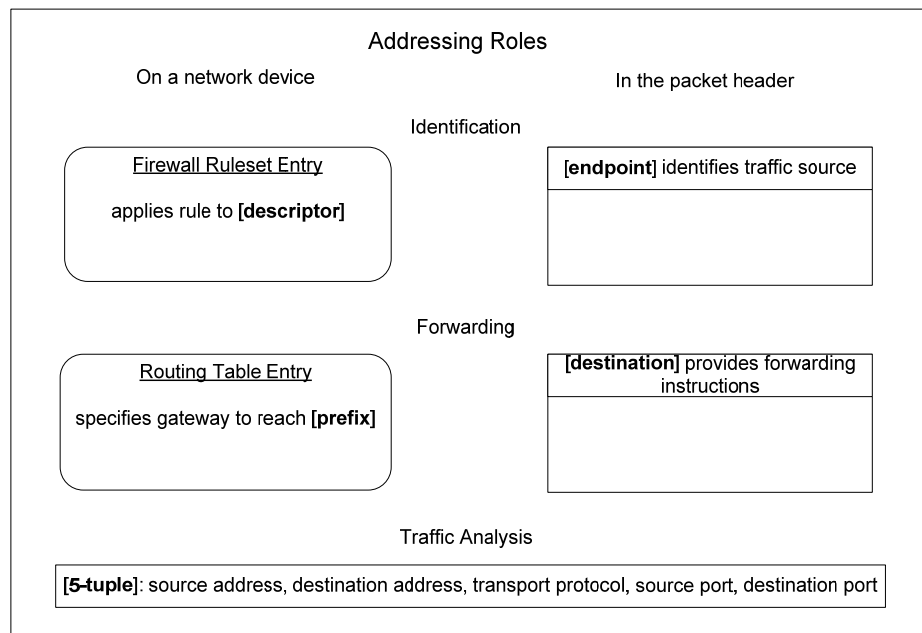 Addressing Roles
On a network device
In the packet header
Identification
Firewall Ruleset Entry
applies rule to [descriptor]
[endpoint] identifies traffic source
Forwarding
Routing Table Entry
specifies gateway to reach [prefix]
[destination] provides forwarding
instructions
Traffic Analysis
[5-tuple]: source address, destination address, transport protocol, source port, destination port